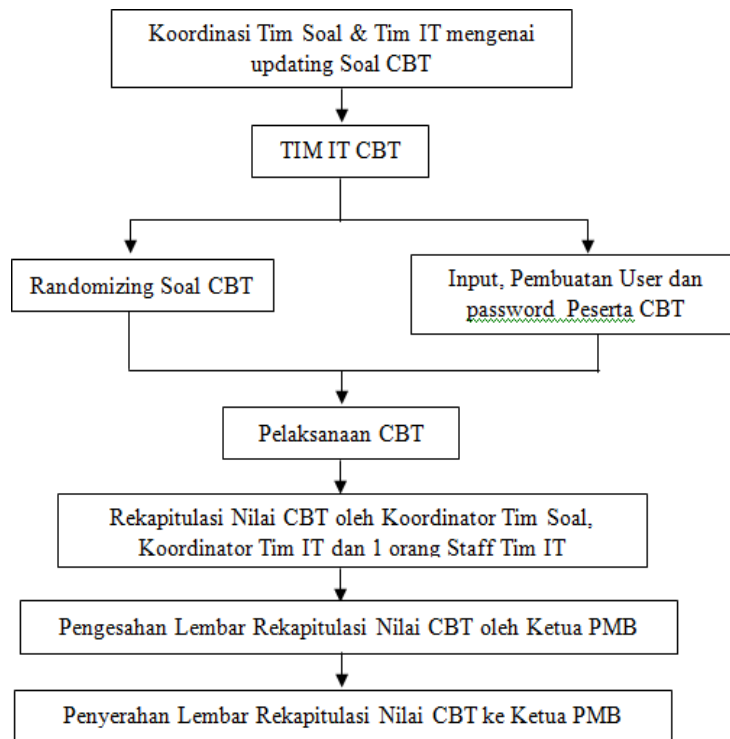 Koordinasi Tim Soal & Tim IT mengenai
updating Soal CBT
TIM IT CBT
Randomizing Soal CBT
Input, Pembuatan User dan
password Peserta CBT
Pelaksanaan CBT
Rekapitulasi Nilai CBT oleh Koordinator Tim Soal,
Koordinator Tim IT dan 1 orang Staff Tim IT
Pengesahan Lembar Rekapitulasi Nilai CBT oleh Ketua PMB
Penyerahan Lembar Rekapitulasi Nilai CBT ke Ketua PMB